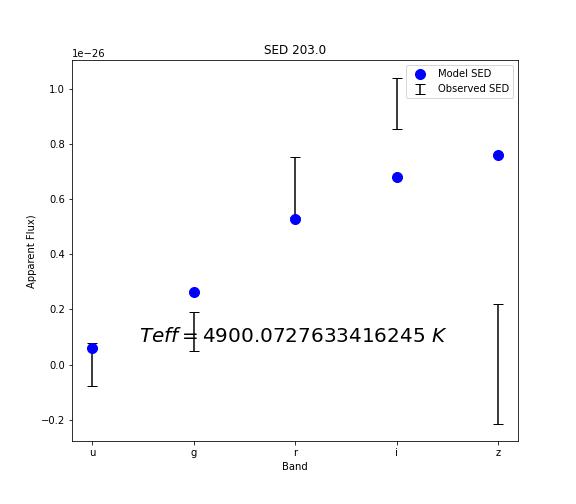 SED 203.0
1e−26
Model SED
Observed SED
1.0
0.8
0.6
0.4
0.2
0.0
−0.2
Apparent Flux)
Teff = 4900.0727633416245 K
u g r i z
Band